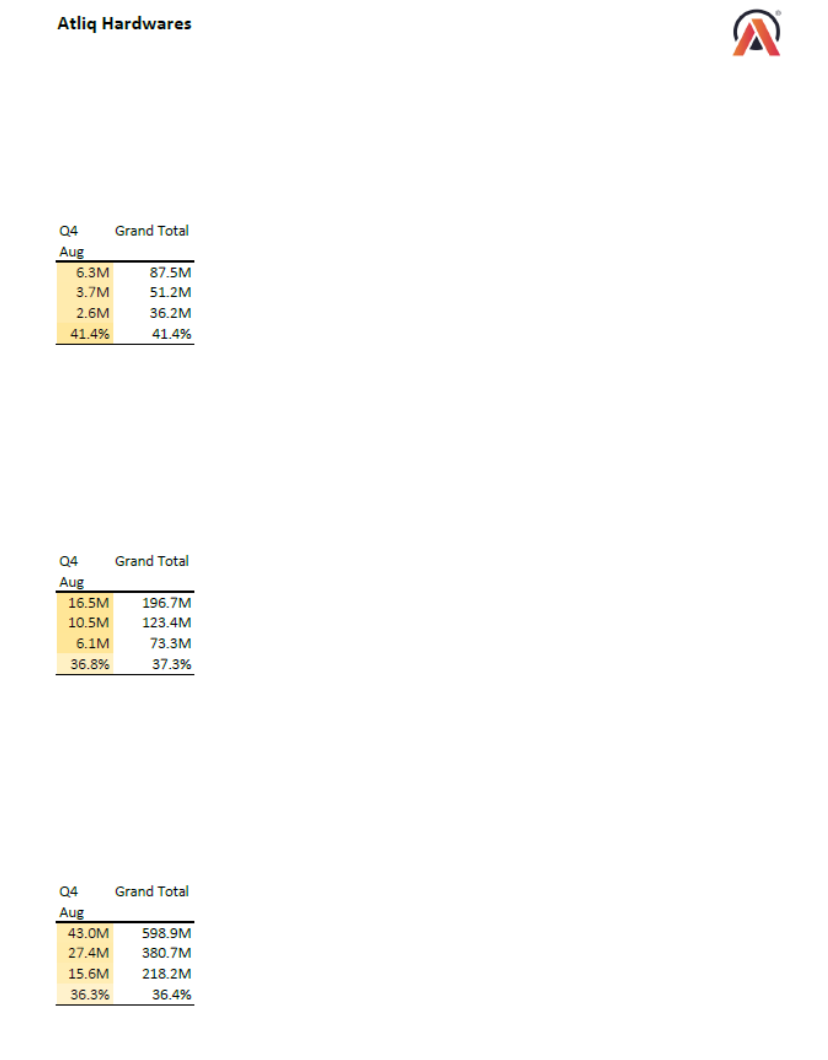 Atliq Hardwares
®
Q4 Grand Total
Aug
6.3M 87.5M
3.7M 51.2M
2.6M 36.2M
41.4% 41.4%
Q4 Grand Total
Aug
16.5M 196.7M
10.5M 123.4M
6.1M 73.3M
36.8% 37.3%
Q4 Grand Total
Aug
43.0M 598.9M
27.4M 380.7M
15.6M 218.2M
36.3% 36.4%